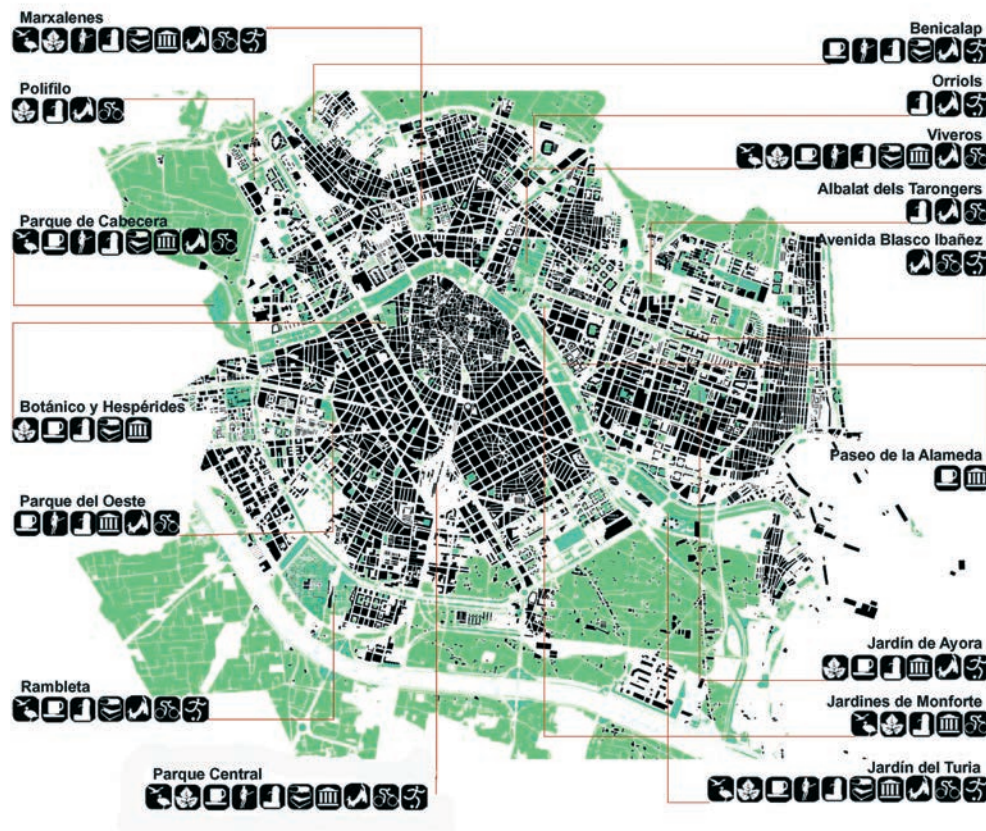 Marxalenes
Polifilo
Parque de Cabecera
Botánico y Hespérides
Parque del Oeste
Rambleta
Parque Central
Benicalap
Orriols
Viveros
Albalat dels Tarongers
Avenida Blasco Ibañez
Paseo de la Alameda
Jardín de Ayora
Jardines de Monforte
Jardín del Turia